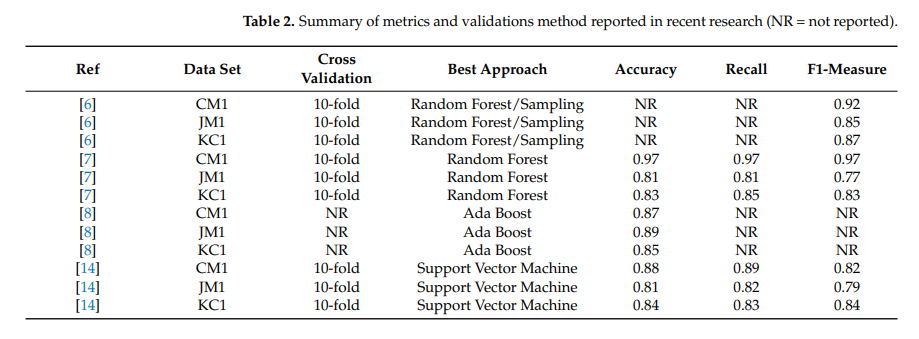 Table 2. Summary of metrics and validations method reported in recent research (NR = not reported).
Ref Data Set Cross Validation Best Approach Accuracy Recall F1-Measure
[6] CM1 10-fold Random Forest/Sampling NR NR 0.92
[6] JM1 10-fold Random Forest/Sampling NR NR 0.85
[6] KC1 10-fold Random Forest/Sampling NR NR 0.87
[7] CM1 10-fold Random Forest 0.97 0.97 0.97
[7] JM1 10-fold Random Forest 0.81 0.81 0.77
[7] KC1 10-fold Random Forest 0.83 0.85 0.83
[8] CM1 NR Ada Boost 0.87 NR NR
[8] JM1 NR Ada Boost 0.89 NR NR
[8] KC1 NR Ada Boost 0.85 NR NR
[14] CM1 10-fold Support Vector Machine 0.88 0.89 0.82
[14] JM1 10-fold Support Vector Machine 0.81 0.82 0.79
[14] KC1 10-fold Support Vector Machine 0.84 0.83 0.84